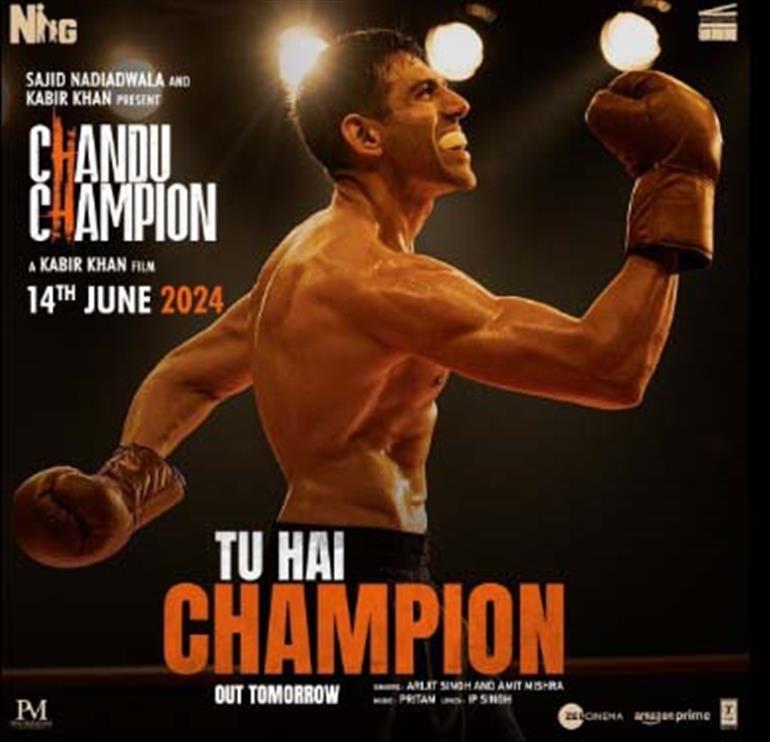 NNG
SAJID NADIADWALA AND
KABIR KHAN PRESENT
CHANDU
CHAMPION
A KABIR KHAN FILM
14TH JUNE 2024
TU HAI
CHAMPION
OUT TOMORROW
SINGERS - ARIJIT SINGH AND AMIT MISHRA
MUSIC - PRITAM LYRICS - IP SINGH
PM
ZEE CINEMA amazon prime T